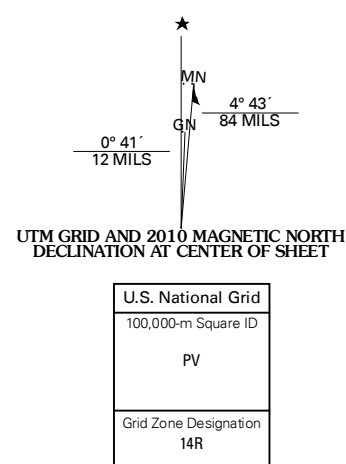 ★
MN
4° 43´
84 MILS
GN
0° 41´
12 MILS
UTM GRID AND 2010 MAGNETIC NORTH
DECLINATION AT CENTER OF SHEET
U.S. National Grid
100,000-m Square ID
PV
Grid Zone Designation
14R